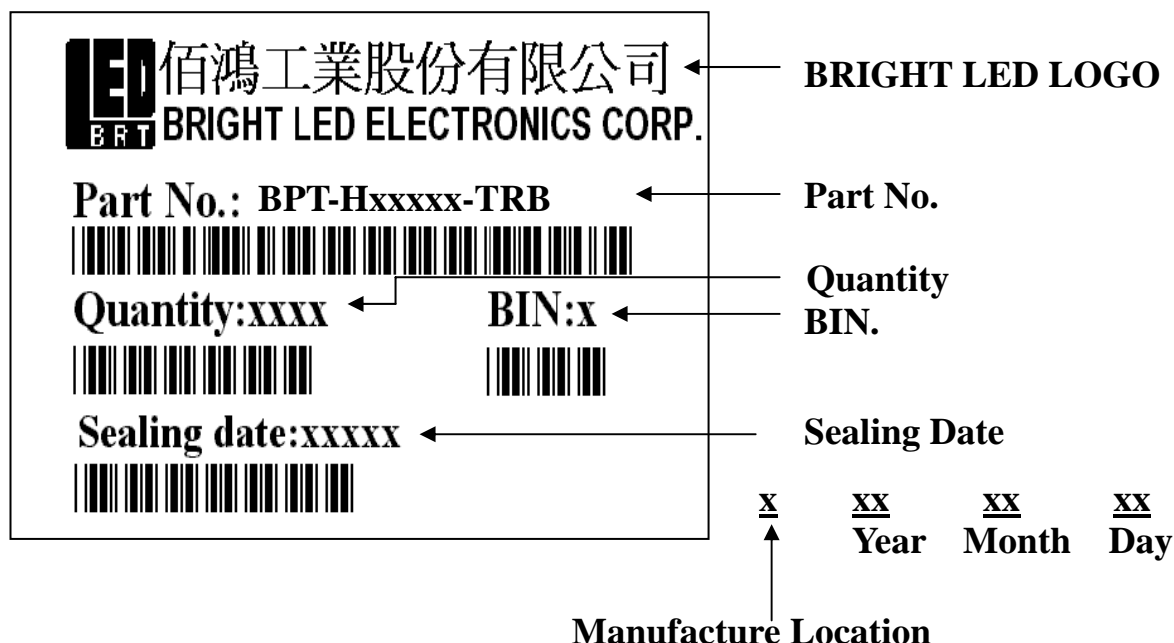 LED 佰鴻工業股份有限公司
BRT BRIGHT LED ELECTRONICS CORP.
BRIGHT LED LOGO
Part No.: BPT-Hxxxxx-TRB
Part No.
Quantity:xxxx
BIN:x
Quantity
BIN.
Sealing date:xxxxx
Sealing Date
x xx xx xx
Year Month Day
Manufacture Location